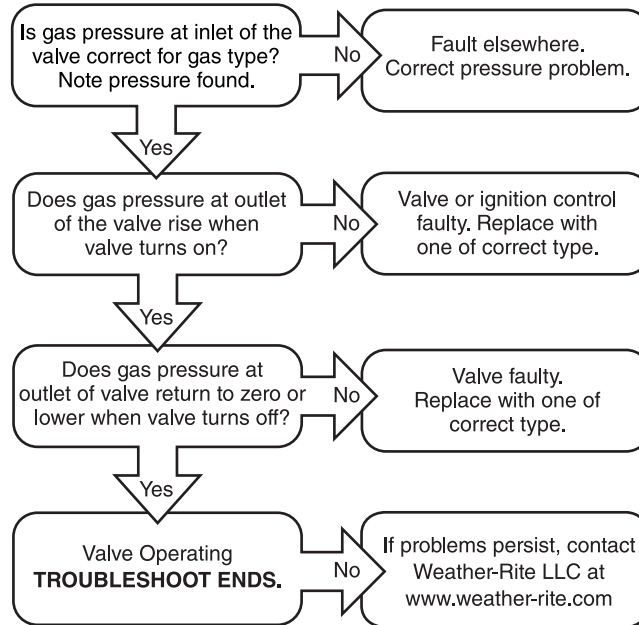 Is gas pressure at inlet of the
valve correct for gas type?
Note pressure found.
No
Fault elsewhere.
Correct pressure problem.
Yes
Does gas pressure at outlet
of the valve rise when
valve turns on?
No
Valve or ignition control
faulty. Replace with
one of correct type.
Yes
Does gas pressure at
outlet of valve return to zero or
lower when valve turns off?
No
Valve faulty.
Replace with one of
correct type.
Yes
Valve Operating
TROUBLESHOOT ENDS.
No
If problems persist, contact
Weather-Rite LLC at
www.weather-rite.com